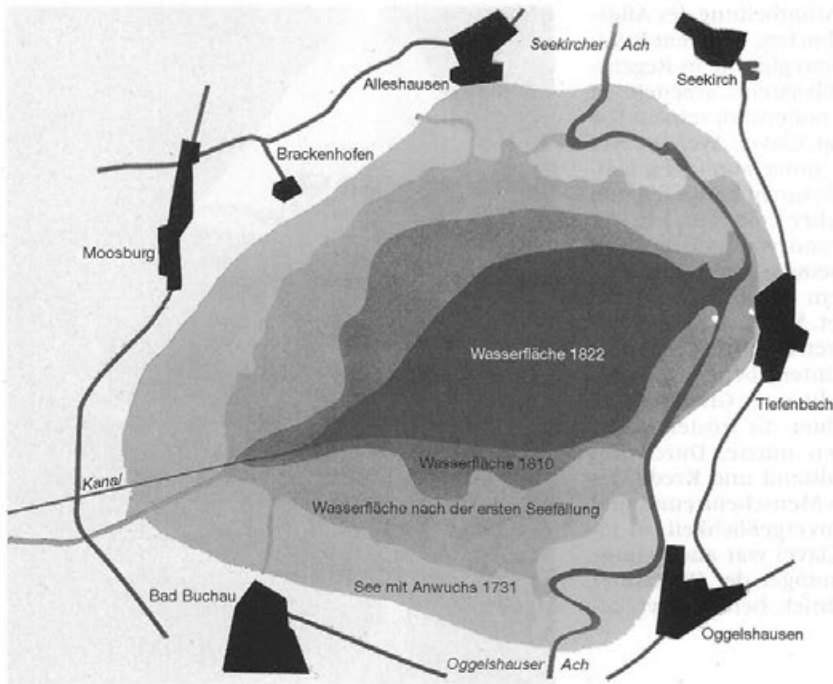 Seekircher Ach
Seekirch
Alleshausen
Brackenhofen
Moosburg
Wasserfläche 1822
Tiefenbach
Wasserfläche 1810
Kanal
Wasserfläche nach der ersten Seefällung
See mit Anwuchs 1731
Bad Buchau
Oggelshausen
Oggelshauser Ach